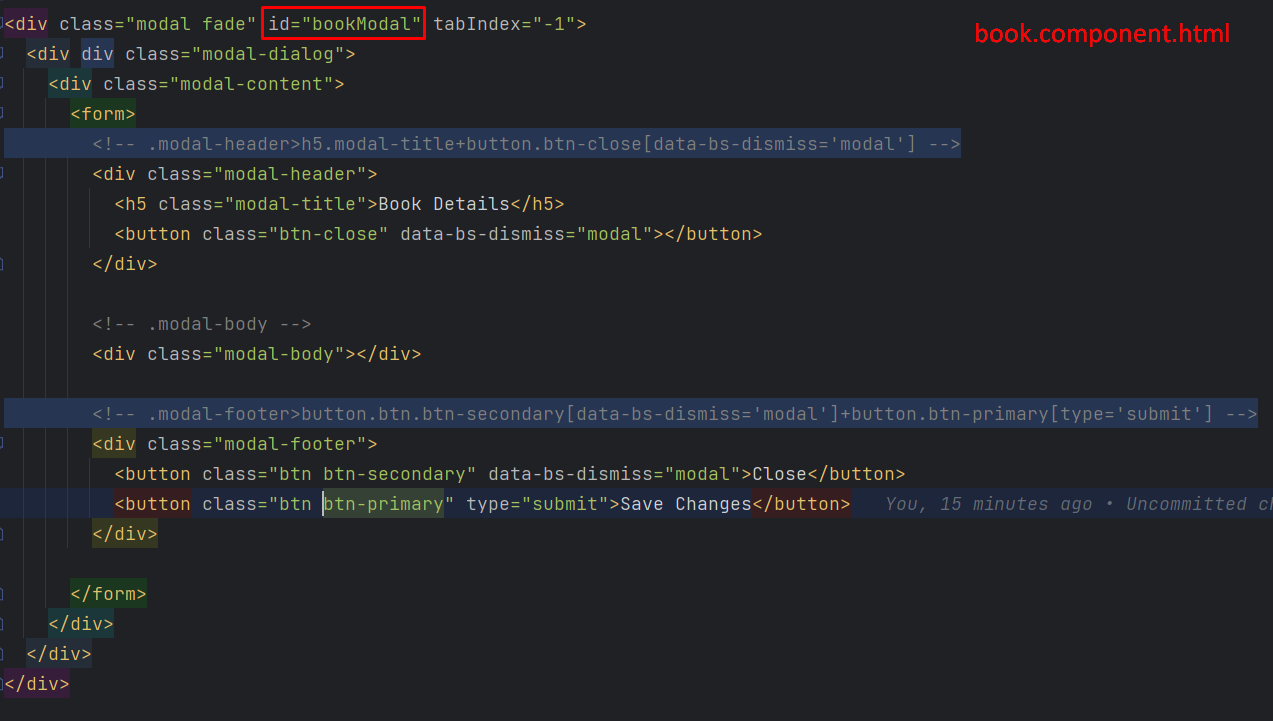 <div class="modal fade" id="bookModal" tabIndex="-1">
book.component.html
<div div class="modal-dialog">
<div class="modal-content">
<form>
<!-- .modal-header>h5.modal-title+button.btn-close[data-bs-dismiss='modal'] -->
<div class="modal-header">
<h5 class="modal-title">Book Details</h5>
<button class="btn-close" data-bs-dismiss="modal"></button>
</div>
<!-- .modal-body -->
<div class="modal-body"></div>
<!-- .modal-footer>button.btn.btn-secondary[data-bs-dismiss='modal']+button.btn-primary[type='submit'] -->
<div class="modal-footer">
<button class="btn btn-secondary" data-bs-dismiss="modal">Close</button>
<button class="btn btn-primary" type="submit">Save Changes</button> You, 15 minutes ago • Uncommitted
</div>
</form>
</div>
</div>
</div>